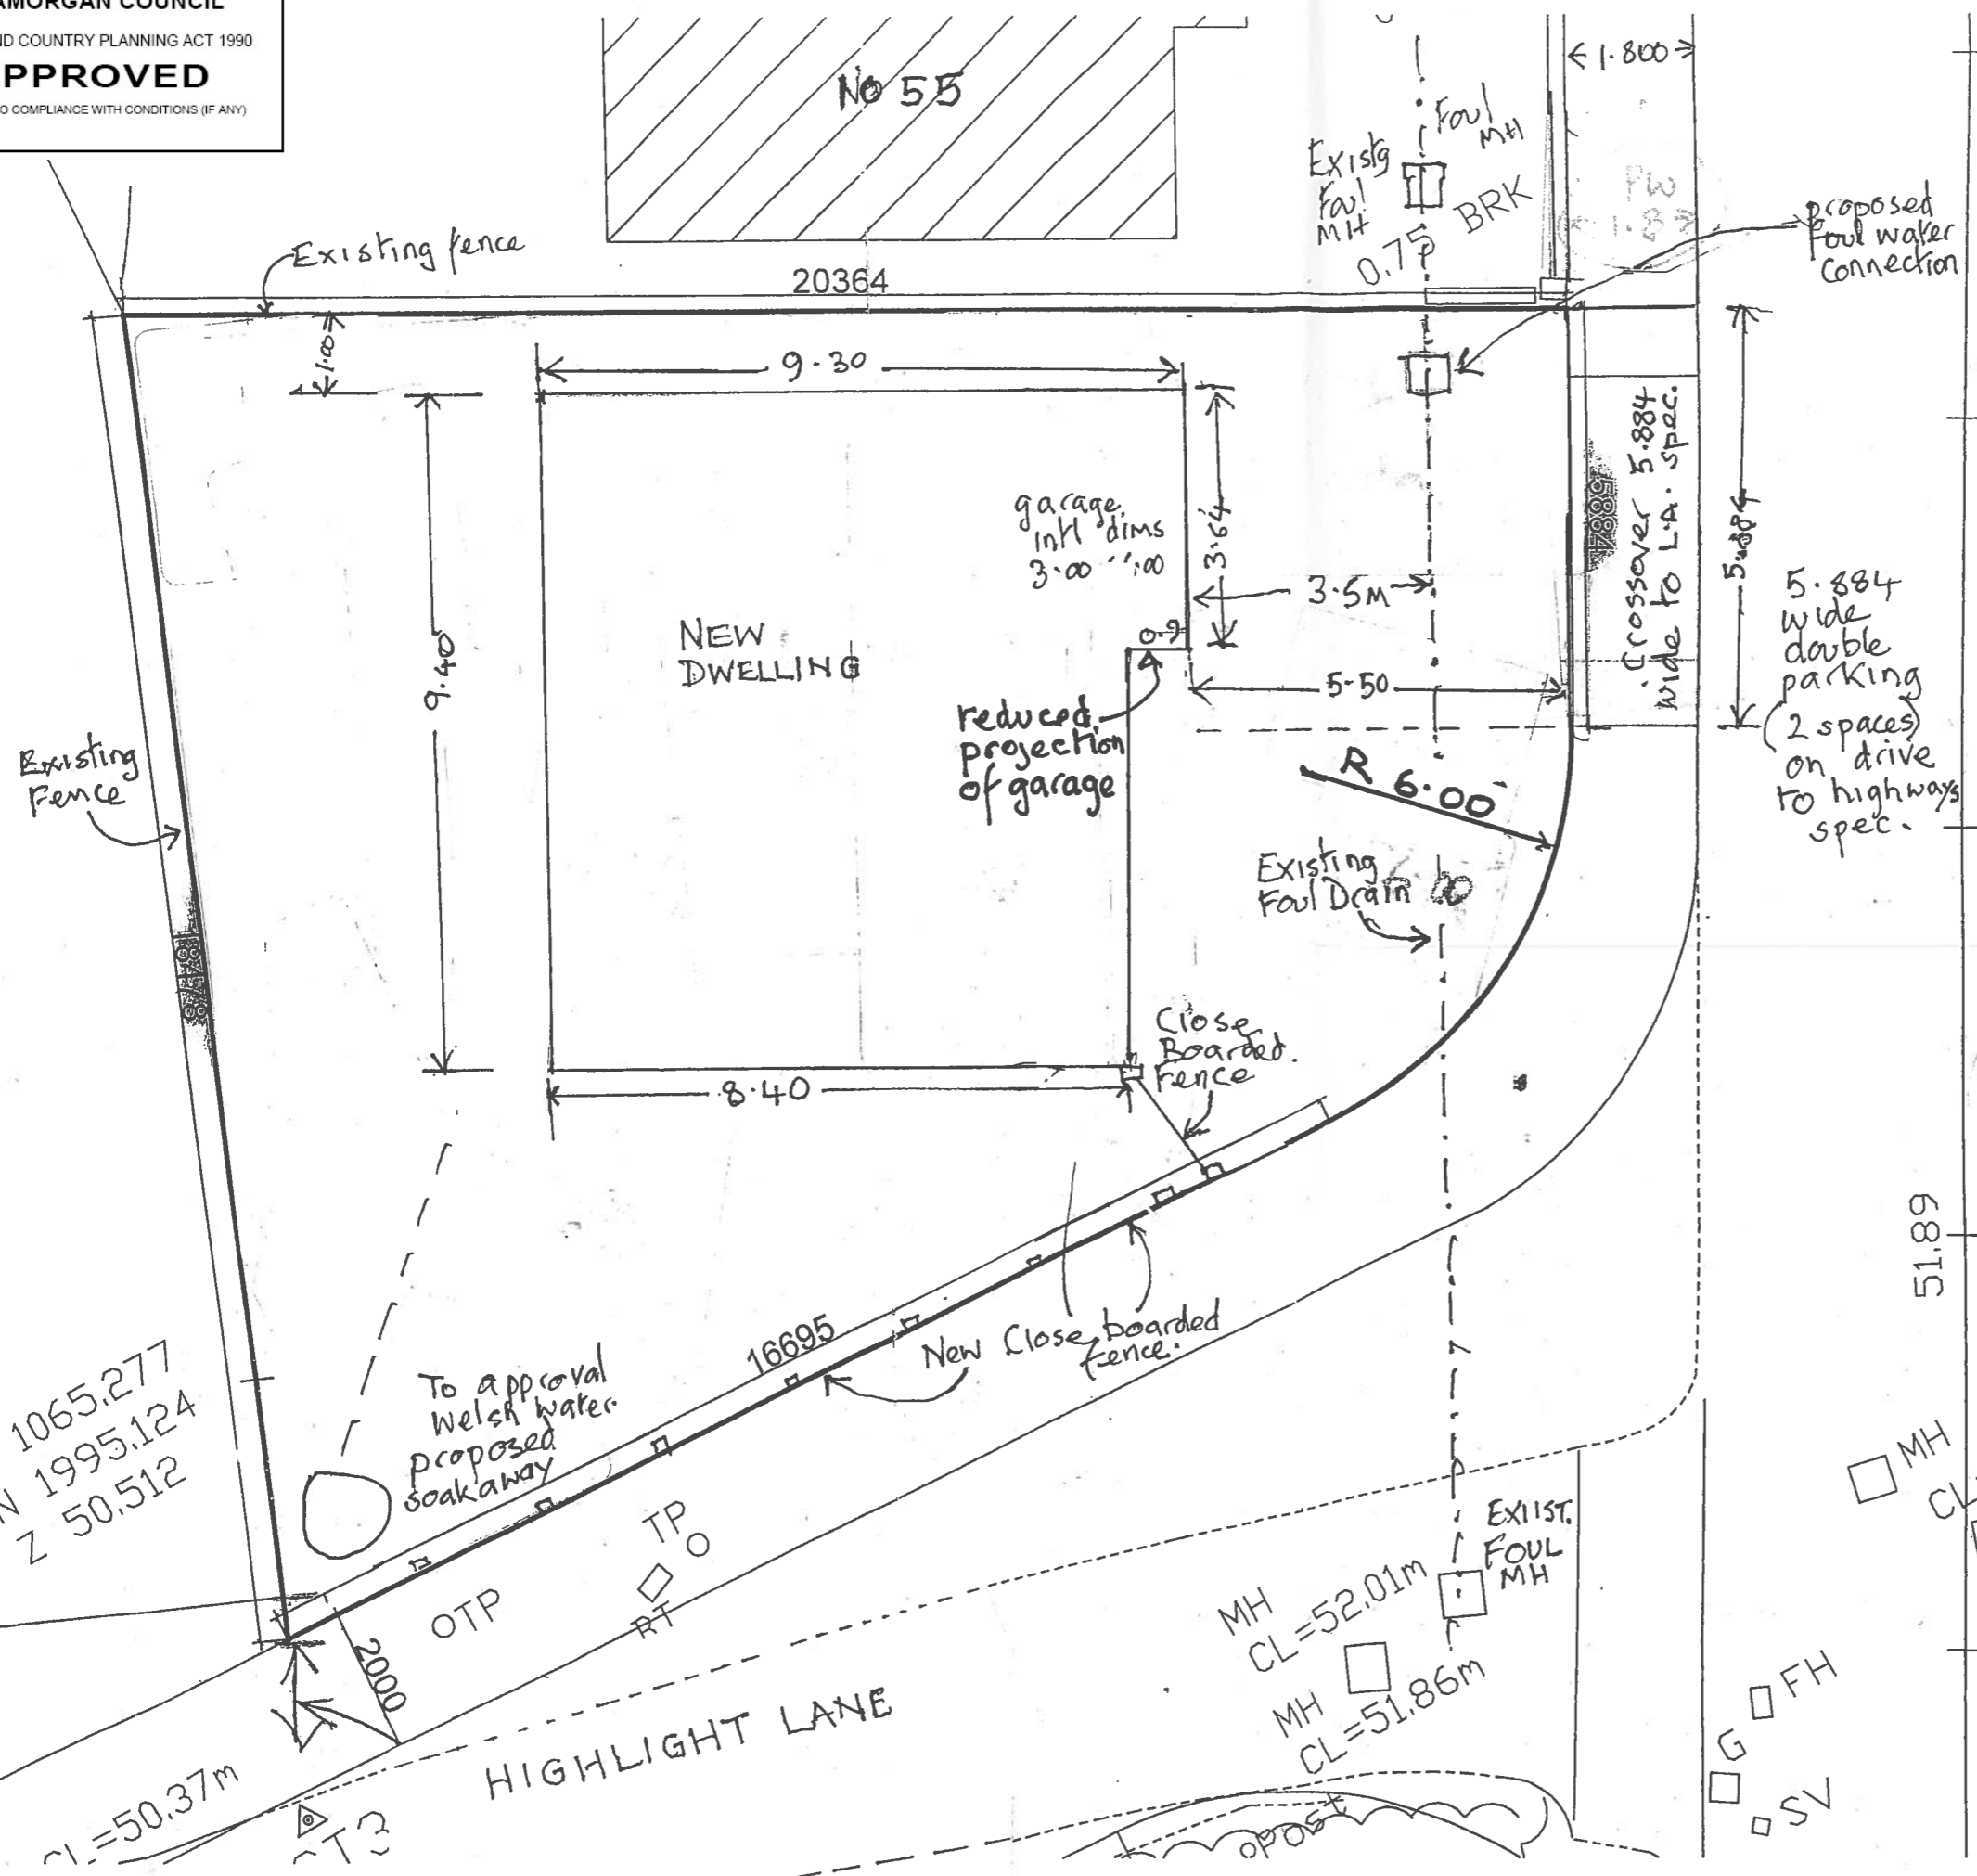 AMORGAN COUNCIL
ND COUNTRY PLANNING ACT 1990
PPROVED
O COMPLIANCE WITH CONDITIONS (IF ANY)
No 55
1.800
Foul
MH
Existg
Foul
MH
0.75 BRK
proposed
Foul water
Connection
Existing fence
20364
1.00
9.30
3.64
garage
intl dims
3.00
3.5M
Crossover 5.884
wide to L.A. spec.
5884
5.884
5.884
wide
double
parking
(2 spaces)
on drive
to highways
spec.
9.40
NEW
DWELLING
0.9
5.50
reduced
projection
of garage
R 6.00
Existing
Fence
Existing
Foul Drain
Close
Boarded
Fence
8.40
51.89
16695
New Close boarded
fence.
To approval
Welsh water
proposed
soakaway
1065.277
N 1995.124
Z 50.512
TP
OTP
RT
2000
HIGHLIGHT LANE
EXIIST.
FOUL
MH
MH
CL=52.01m
MH
CL=51.86m
MH
CL
FH
G
SV
CL=50.37m